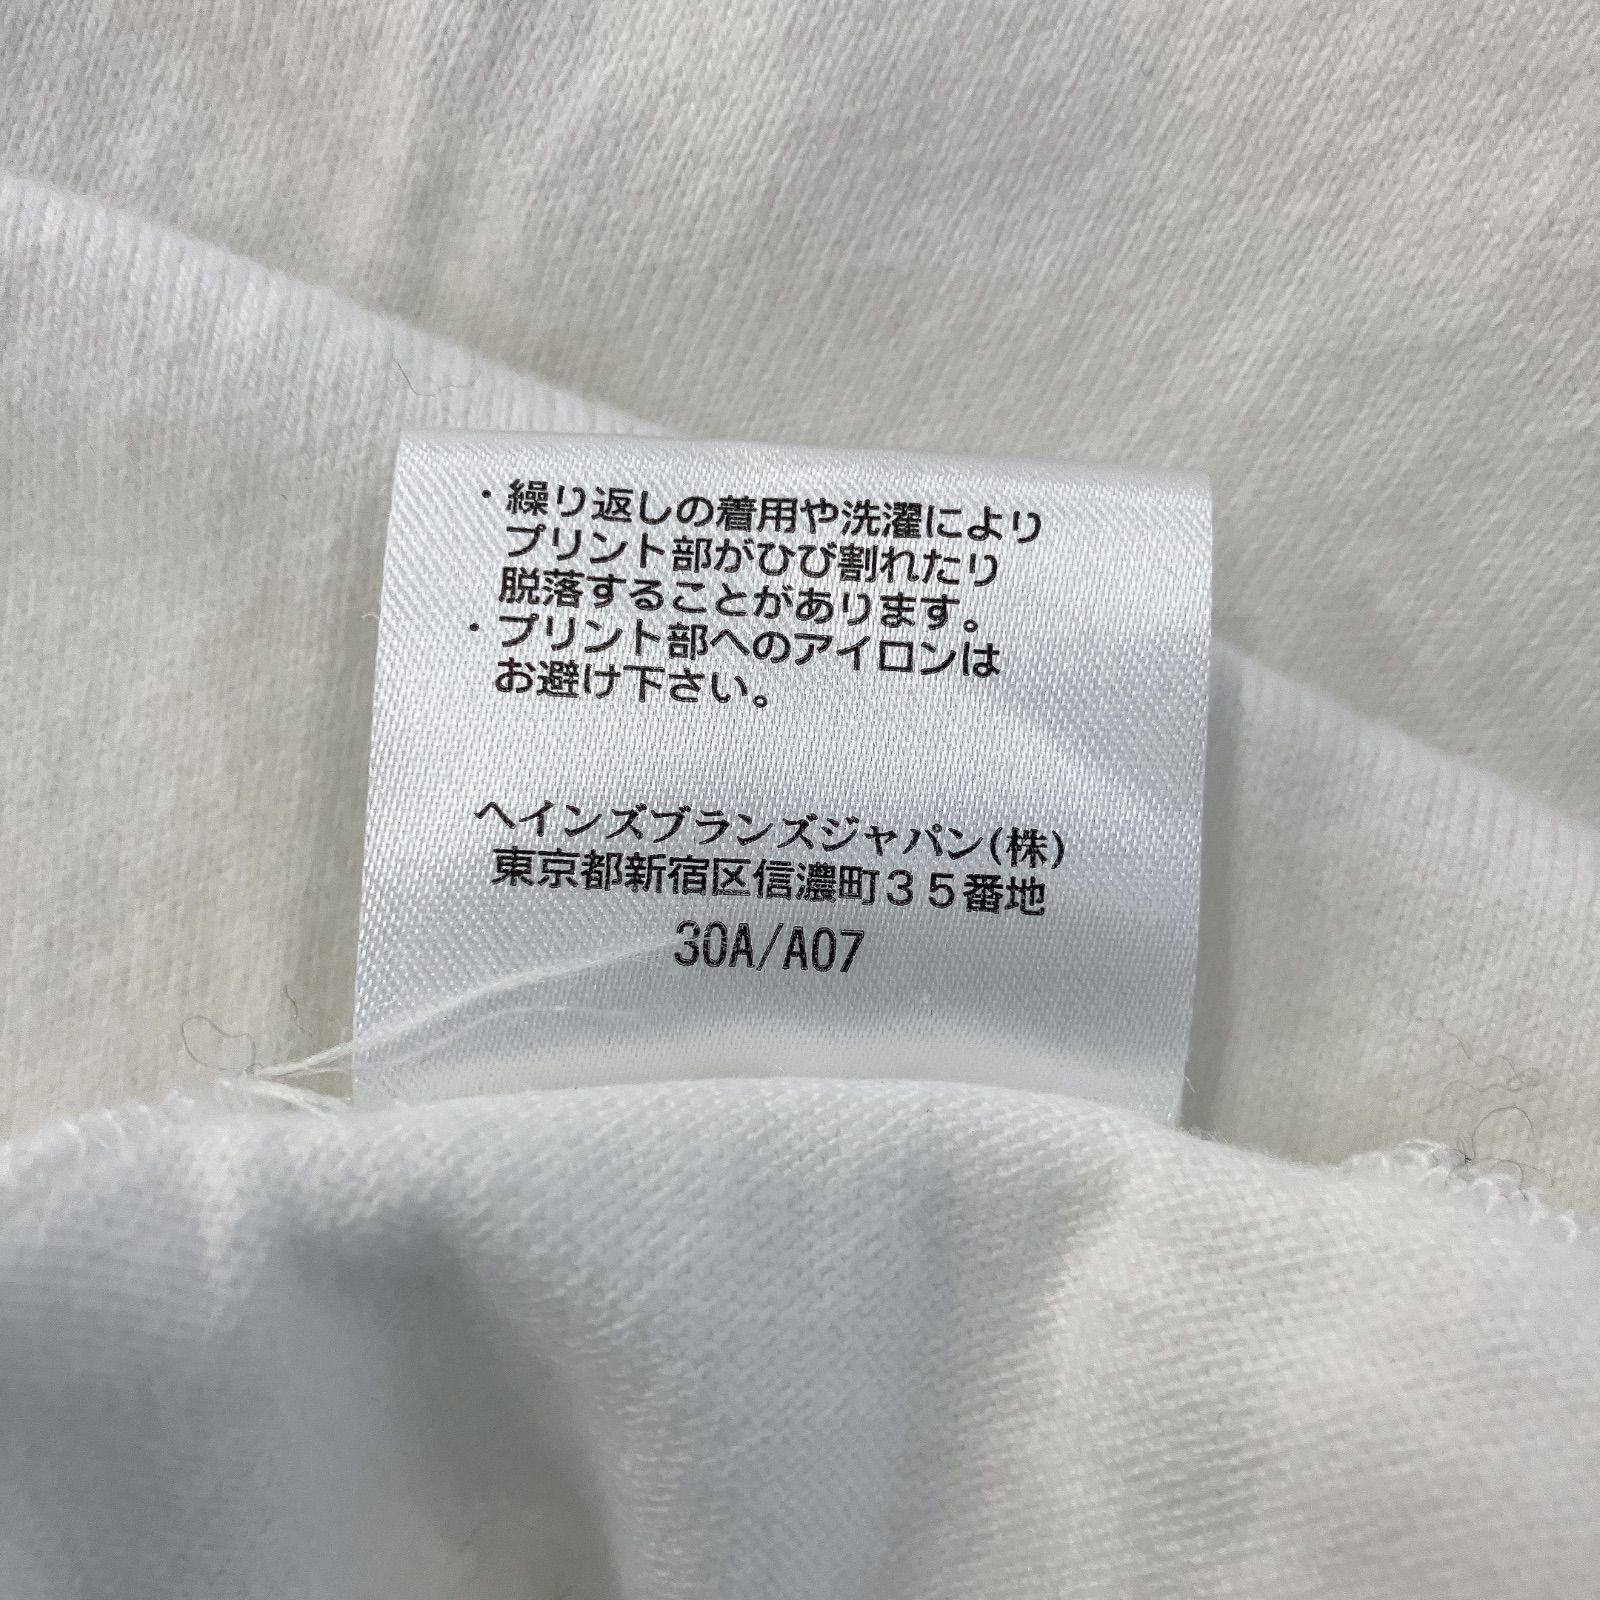 ・繰り返しの着用や洗濯により
プリント部がひび割れたり
脱落することがあります。
・プリント部へのアイロンは
お避け下さい。
ヘインズブランズジャパン(株)
東京都新宿区信濃町３５番地
30A/A07